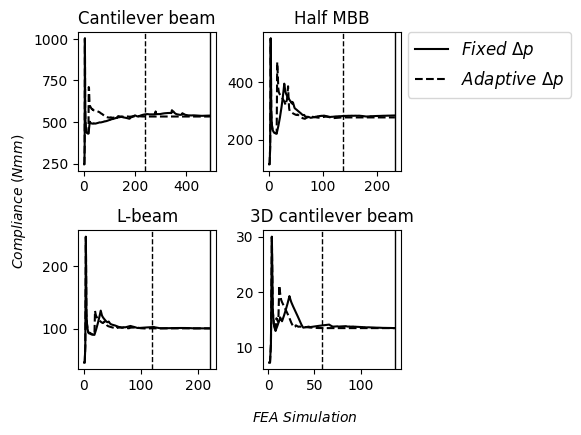 Cantilever beam
Half MBB
Fixed Δp
Adaptive Δp
1000
750
500
250
0 200 400
400
200
0 100 200
Compliance (Nmm)
L-beam
3D cantilever beam
200
100
0 100 200
30
20
10
0 50 100
FEA Simulation